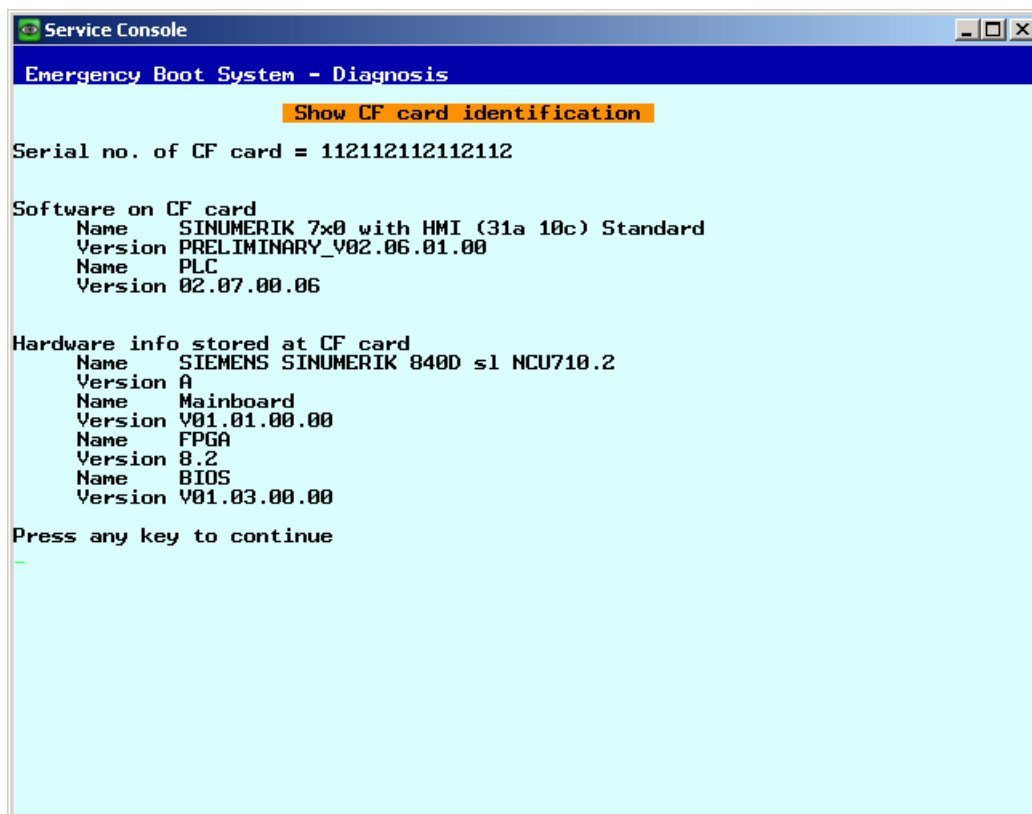 Service Console
Emergency Boot System - Diagnosis
Show CF card identification
Serial no. of CF card = 112112112112112
Software on CF card
Name SINUMERIK 7x0 with HMI (31a 10c) Standard
Version PRELIMINARY_V02.06.01.00
Name PLC
Version 02.07.00.06
Hardware info stored at CF card
Name SIEMENS SINUMERIK 840D sl NCU710.2
Version A
Name Mainboard
Version V01.01.00.00
Name FPGA
Version 8.2
Name BIOS
Version V01.03.00.00
Press any key to continue